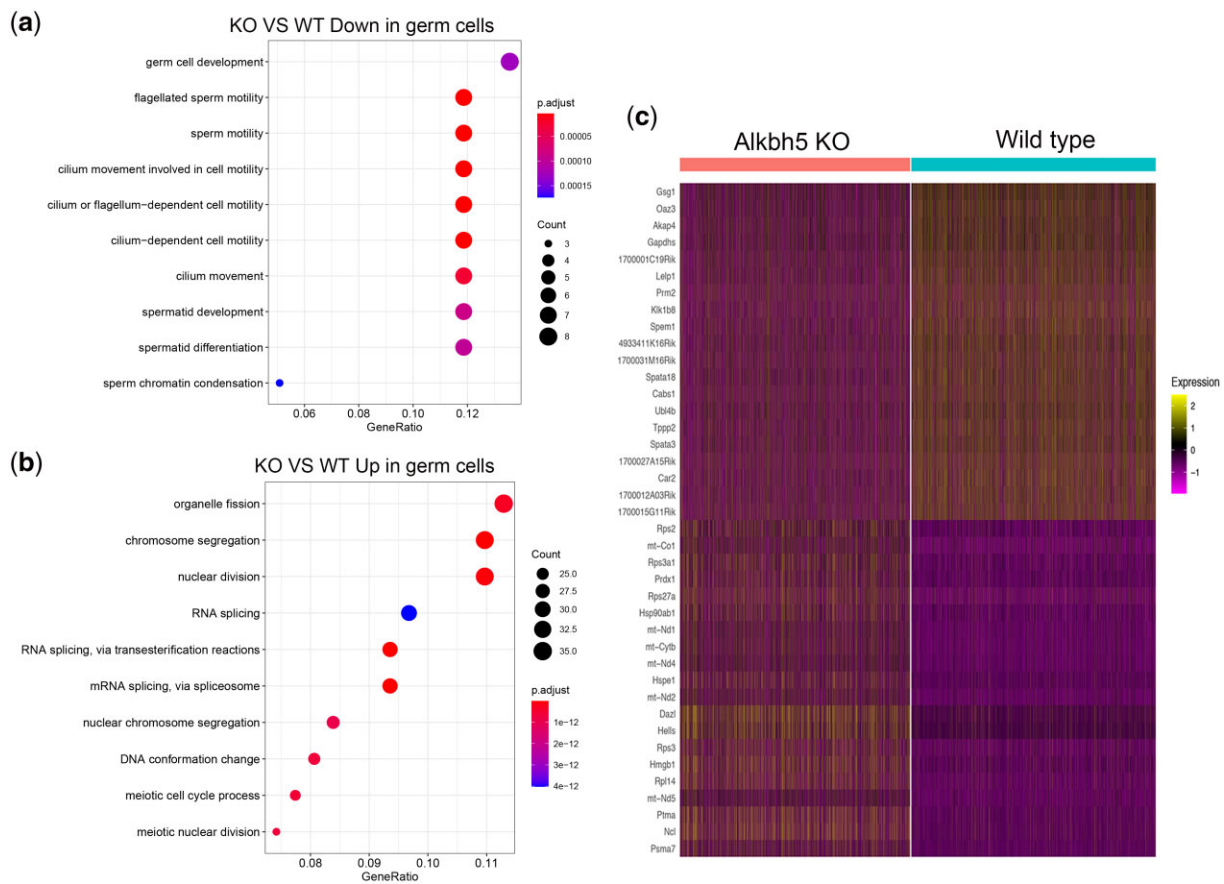 (a)
KO VS WT Down in germ cells
germ cell development
flagellated sperm motility
sperm motility
cilium movement involved in cell motility
cilium or flagellum-dependent cell motility
cilium-dependent cell motility
cilium movement
spermatid development
spermatid differentiation
sperm chromatin condensation
0.06 0.08 0.10 0.12
GeneRatio
p.adjust
0.00005
0.00010
0.00015
Count
3
4
5
6
7
8
(b)
KO VS WT Up in germ cells
organelle fission
chromosome segregation
nuclear division
RNA splicing
RNA splicing, via transesterification reactions
mRNA splicing, via spliceosome
nuclear chromosome segregation
DNA conformation change
meiotic cell cycle process
meiotic nuclear division
0.08 0.09 0.10 0.11
GeneRatio
Count
25.0
27.5
30.0
32.5
35.0
p.adjust
1e-12
2e-12
3e-12
4e-12
(c)
Alkbh5 KO Wild type
Gsg1
Oaz3
Akap4
Gapdhs
1700001C19Rik
Lelp1
Prm2
Klk1b8
Spem1
4933411K16Rik
1700031M16Rik
Spata18
Cabs1
Ubl4b
Tppp2
Spata3
1700027A15Rik
Car2
1700012A03Rik
1700015G11Rik
Rps2
mt-Co1
Rps3a1
Prdx1
Rps27a
Hsp90ab1
mt-Nd1
mt-Cytb
mt-Nd4
Hspe1
mt-Nd2
Dazl
Hells
Rps3
Hmgb1
Rpl14
mt-Nd5
Ptma
Ncl
Psma7
Expression
2
1
0
-1